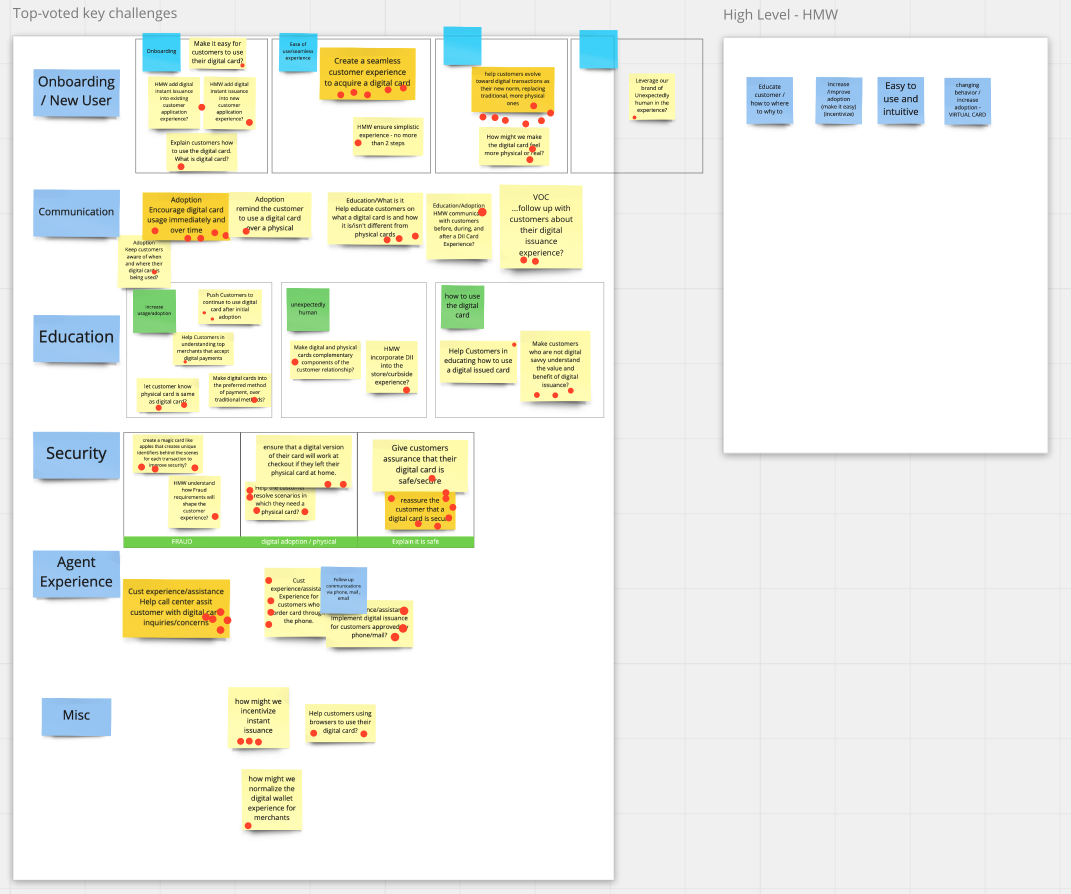 Top-voted key challenges
High Level - HMW
Onboarding
/ New User
Onboarding
Make it easy for
customers to use
their digital card?
HMW add digital
instant issuance
into existing
customer
application
experience?
HMW add digital
instant issuance
into new
customer
application
experience?
Explain customers how
to use the digital card.
What is digital card?
Ease of
use/seamless
experience
Create a seamless
customer experience
to acquire a digital card
HMW ensure simplistic
experience - no more
than 2 steps
help customers evolve
toward digital transactions as
their new norm, replacing
traditional, more physical
ones
How might we make
the digital card feel
more physical or real?
Leverage our
brand of
Unexpectedly
human in the
experience?
Educate
customer /
how to where
to why to
increase
/improve
adoption
(make it easy)
(incentivize)
Easy to
use and
intuitive
changing
behavior /
increase
adoption -
VIRTUAL CARD
Communication
Adoption
Encourage digital card
usage immediately and
over time
Adoption
remind the customer
to use a digital card
over a physical
Adoption
Keep customers
aware of when
and where their
digital card is
being used?
Education/What is it
Help educate customers on
what a digital card is and how
it is/isn't different from
physical cards
Education/Adoption
HMW communicate
with customers
before, during, and
after a DII Card
Experience?
VOC
...follow up with
customers about
their digital
issuance
experience?
Education
increase
usage/adoption
Push Customers to
continue to use digital
card after initial
adoption
Help Customers in
understanding top
merchants that accept
digital payments
let customer know
physical card is same
as digital card?
Make digital cards into
the preferred method
of payment, over
traditional methods?
unexpectedly
human
Make digital and physical
cards complementary
components of the
customer relationship?
HMW
incorporate DII
into the
store/curbside
experience?
how to use
the digital
card
Help Customers in
educating how to use
a digital issued card
Make customers
who are not digital
savvy understand
the value and
benefit of digital
issuance?
Security
create a magic card like
apples that creates unique
identifiers behind the scenes
for each transaction to
improve security?
HMW understand
how Fraud
requirements will
shape the
customer
experience?
FRAUD
ensure that a digital version
of their card will work at
checkout if they left their
physical card at home.
Help the customer
resolve scenarios in
which they need a
physical card?
digital adoption / physical
Give customers
assurance that their
digital card is
safe/secure
reassure the
customer that a
digital card is secure
Explain it is safe
Agent
Experience
Cust experience/assistance
Help call center assit
customer with digital card
inquiries/concerns
Cust
experience/assista
Experience for
customers who
order card through
the phone.
Follow up
communications
via phone, mail,
email
ence/assistan
implement digital issuance
for customers approved by
phone/mail?
Misc
how might we
incentivize
instant
issuance
Help customers using
browsers to use their
digital card?
how might we
normalize the
digital wallet
experience for
merchants